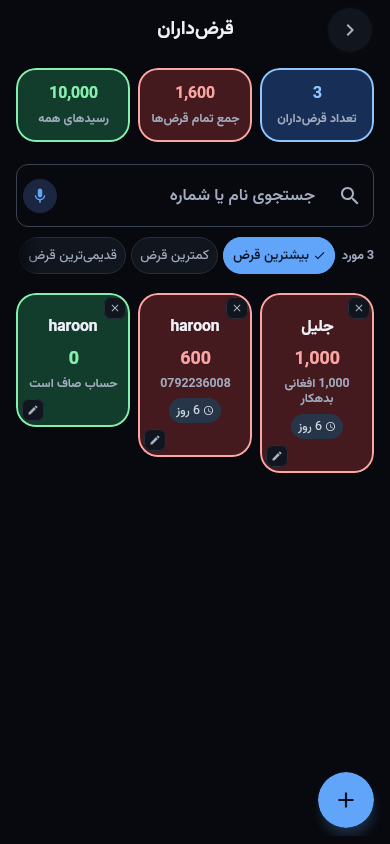 قرض‌داران
3
تعداد قرض‌داران
1,600
جمع تمام قرض‌ها
10,000
رسیدهای همه
جستجوی نام یا شماره
3 مورد
بیشترین قرض
کمترین قرض
قدیمی‌ترین قرض
جلیل
1,000
1,000 افغانی
بدهکار
6 روز
haroon
600
0792236008
6 روز
haroon
0
حساب صاف است